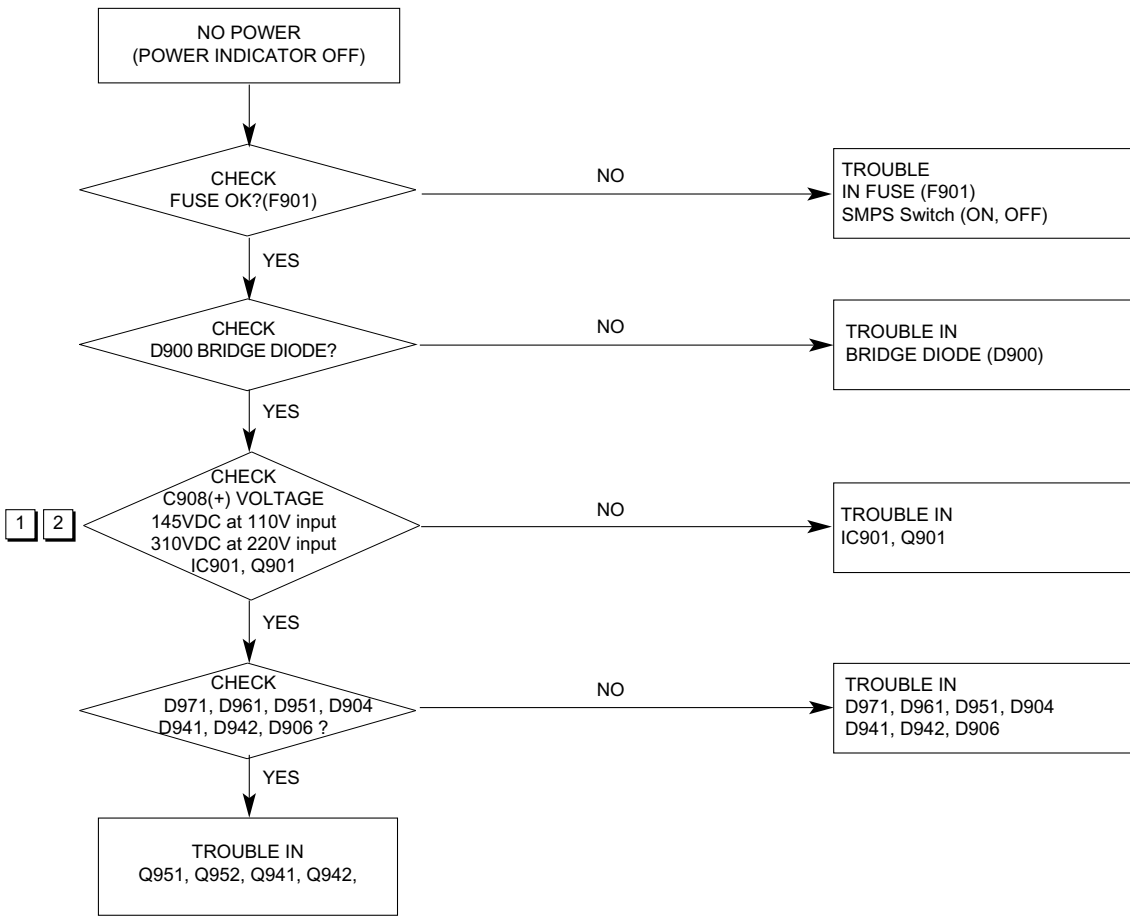 NO POWER
(POWER INDICATOR OFF)
CHECK
FUSE OK?(F901)
NO
TROUBLE
IN FUSE (F901)
SMPS Switch (ON, OFF)
YES
CHECK
D900 BRIDGE DIODE?
NO
TROUBLE IN
BRIDGE DIODE (D900)
YES
1 2
CHECK
C908(+) VOLTAGE
145VDC at 110V input
310VDC at 220V input
IC901, Q901
NO
TROUBLE IN
IC901, Q901
YES
CHECK
D971, D961, D951, D904
D941, D942, D906 ?
NO
TROUBLE IN
D971, D961, D951, D904
D941, D942, D906
YES
TROUBLE IN
Q951, Q952, Q941, Q942,